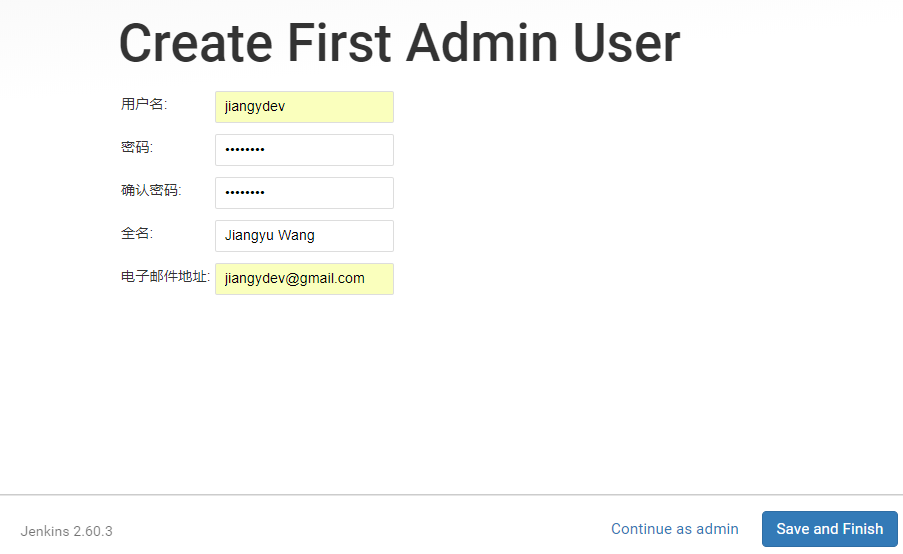 Create First Admin User
用户名: jiangydev
密码: ••••••••
确认密码: ••••••••
全名: Jiangyu Wang
电子邮件地址: jiangydev@gmail.com
Jenkins 2.60.3 Continue as admin Save and Finish